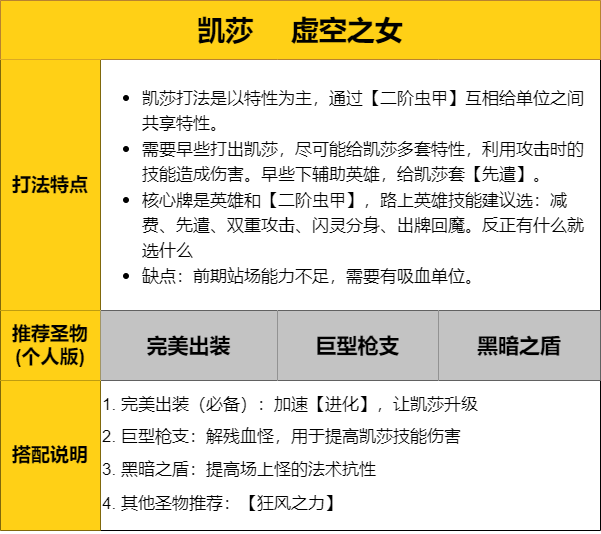 凯莎 虚空之女
打法特点
• 凯莎打法是以特性为主，通过【二阶虫甲】互相给单位之间
共享特性。
• 需要早些打出凯莎，尽可能给凯莎多套特性，利用攻击时的
技能造成伤害。早些下辅助英雄，给凯莎套【先遣】。
• 核心牌是英雄和【二阶虫甲】，路上英雄技能建议选：减
费、先遣、双重攻击、闪灵分身、出牌回魔。反正有什么就
选什么
• 缺点：前期站场能力不足，需要有吸血单位。
推荐圣物
(个人版)
完美出装
巨型枪支
黑暗之盾
搭配说明
1. 完美出装（必备）：加速【进化】，让凯莎升级
2. 巨型枪支：解残血怪，用于提高凯莎技能伤害
3. 黑暗之盾：提高场上怪的法术抗性
4. 其他圣物推荐：【狂风之力】